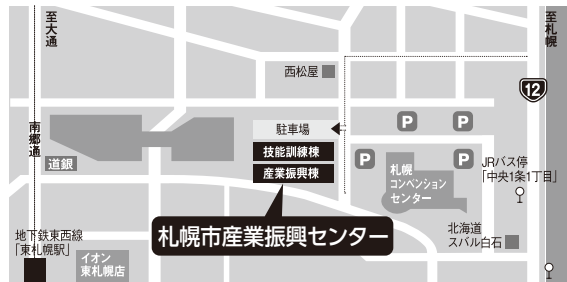 至大通
至札幌
西松屋
12
南郷通
道銀
駐車場
P
P
技能訓練棟
産業振興棟
P
P
札幌
コンベンション
センター
JRバス停
「中央1条1丁目」
札幌市産業振興センター
北海道
スバル白石
地下鉄東西線
「東札幌駅」
イオン
東札幌店